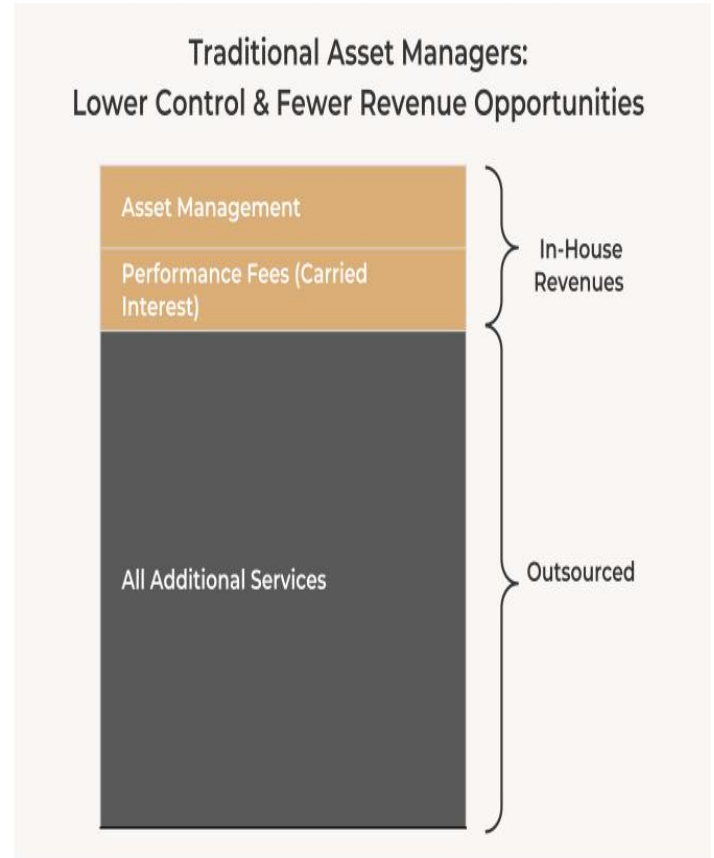 Traditional Asset Managers:
Lower Control & Fewer Revenue Opportunities
Asset Management
Performance Fees (Carried
Interest)
In-House
Revenues
All Additional Services
Outsourced